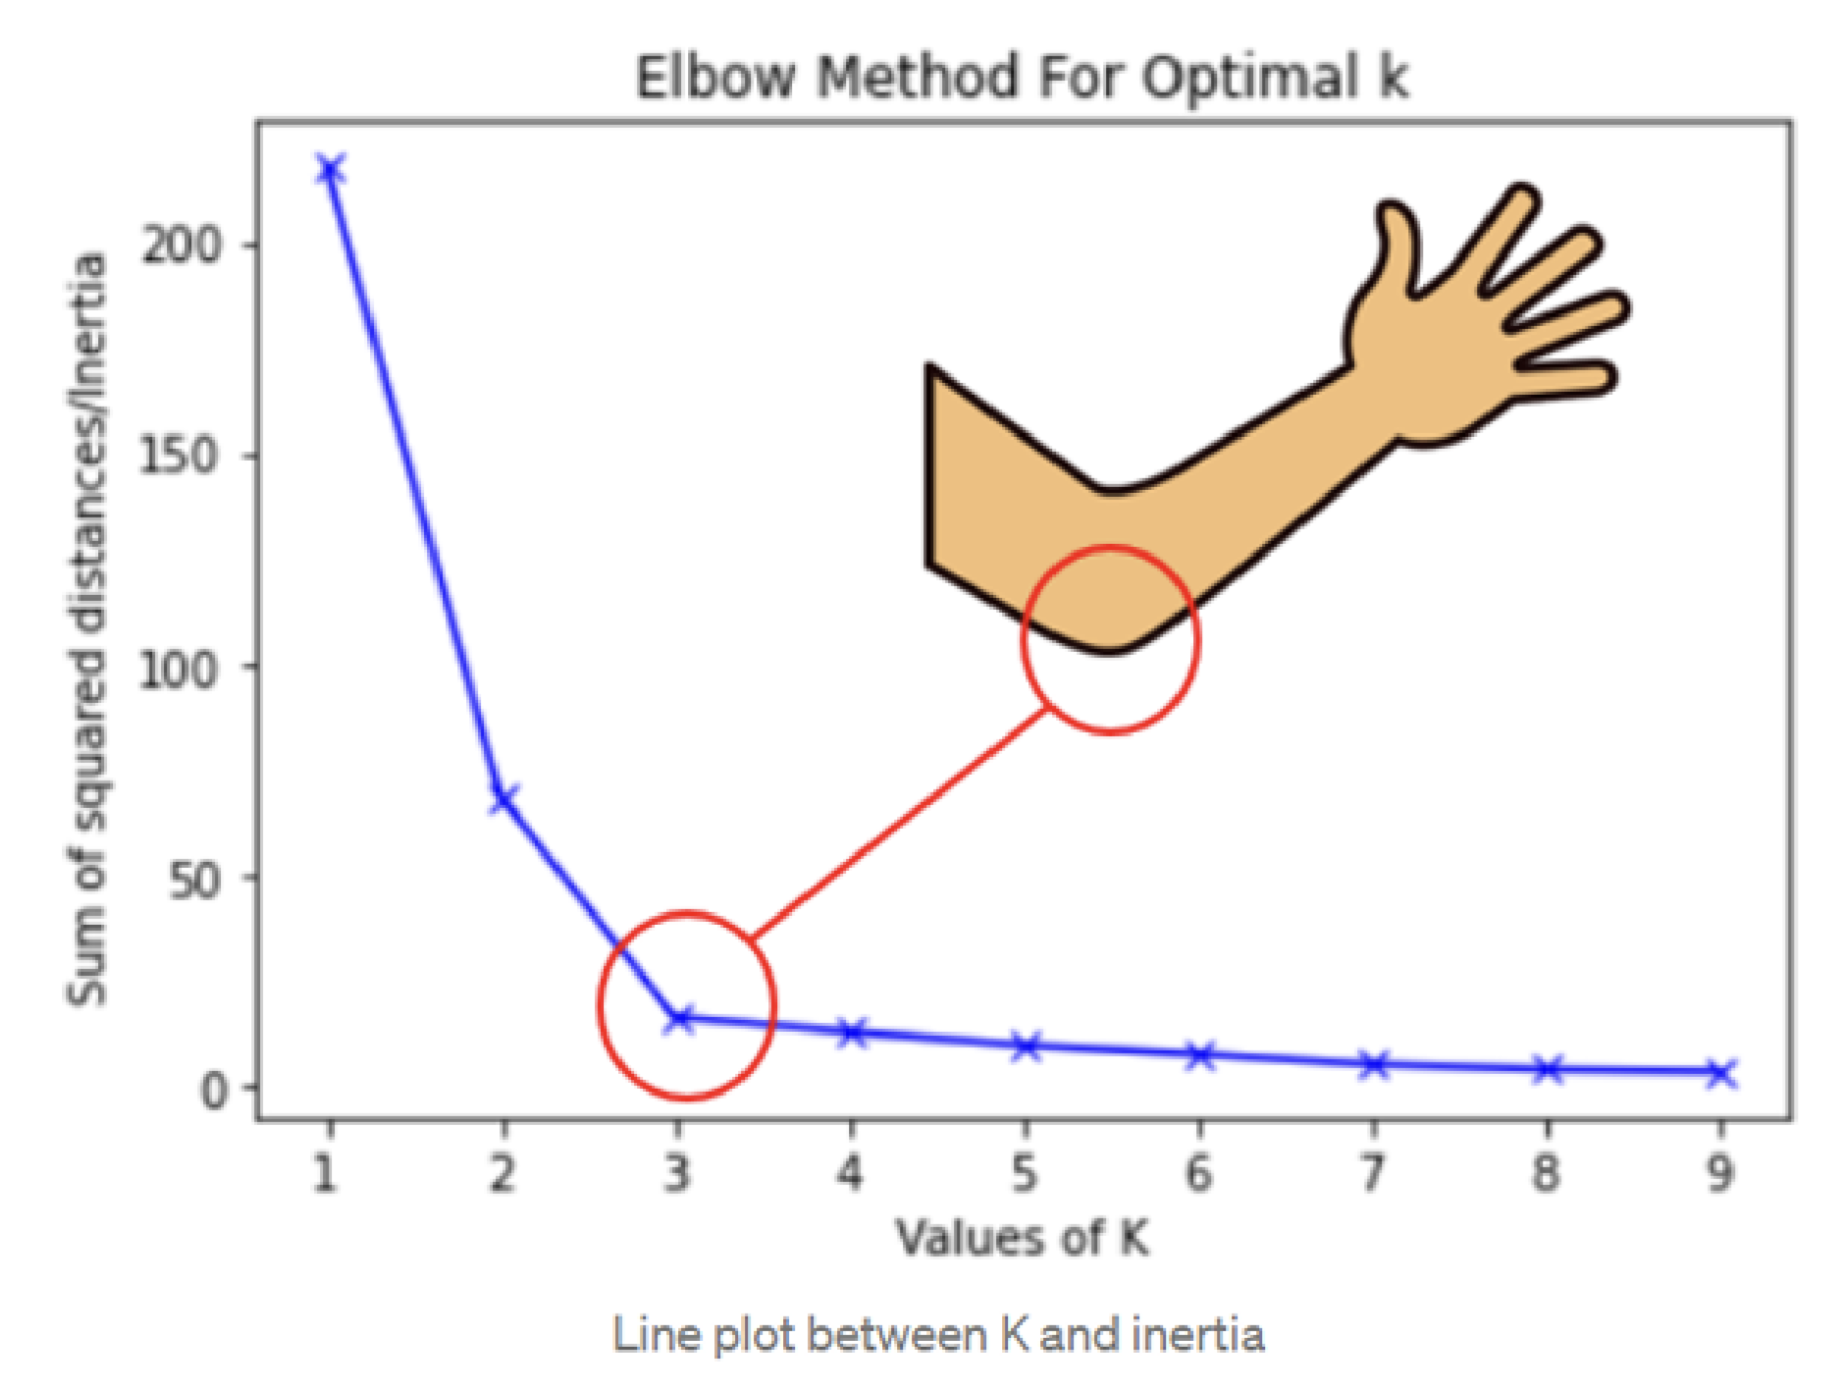 Elbow Method For Optimal k
Sum of squared distances/Inertia
200
150
100
50
0
1 2 3 4 5 6 7 8 9
Values of K
Line plot between K and inertia